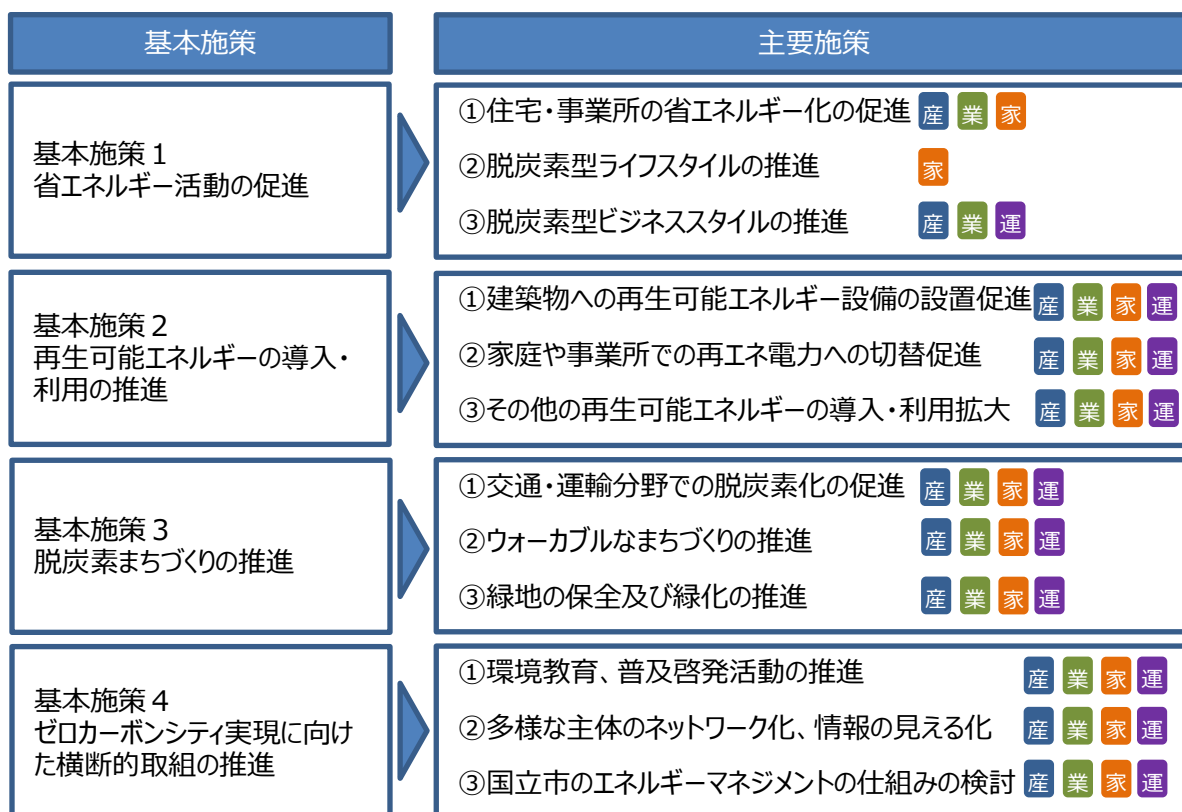 基本施策
主要施策
基本施策１
省エネルギー活動の促進
①住宅・事業所の省エネルギー化の促進 産 業 家
②脱炭素型ライフスタイルの推進 家
③脱炭素型ビジネススタイルの推進 産 業 運
基本施策２
再生可能エネルギーの導入・
利用の推進
①建築物への再生可能エネルギー設備の設置促進 産 業 家 運
②家庭や事業所での再エネ電力への切替促進 産 業 家 運
③その他の再生可能エネルギーの導入・利用拡大 産 業 家 運
基本施策３
脱炭素まちづくりの推進
①交通・運輸分野での脱炭素化の促進 産 業 家 運
②ウォーカブルなまちづくりの推進 産 業 家 運
③緑地の保全及び緑化の推進 産 業 家 運
基本施策４
ゼロカーボンシティ実現に向け
た横断的取組の推進
①環境教育、普及啓発活動の推進 産 業 家 運
②多様な主体のネットワーク化、情報の見える化 産 業 家 運
③国立市のエネルギーマネジメントの仕組みの検討 産 業 家 運